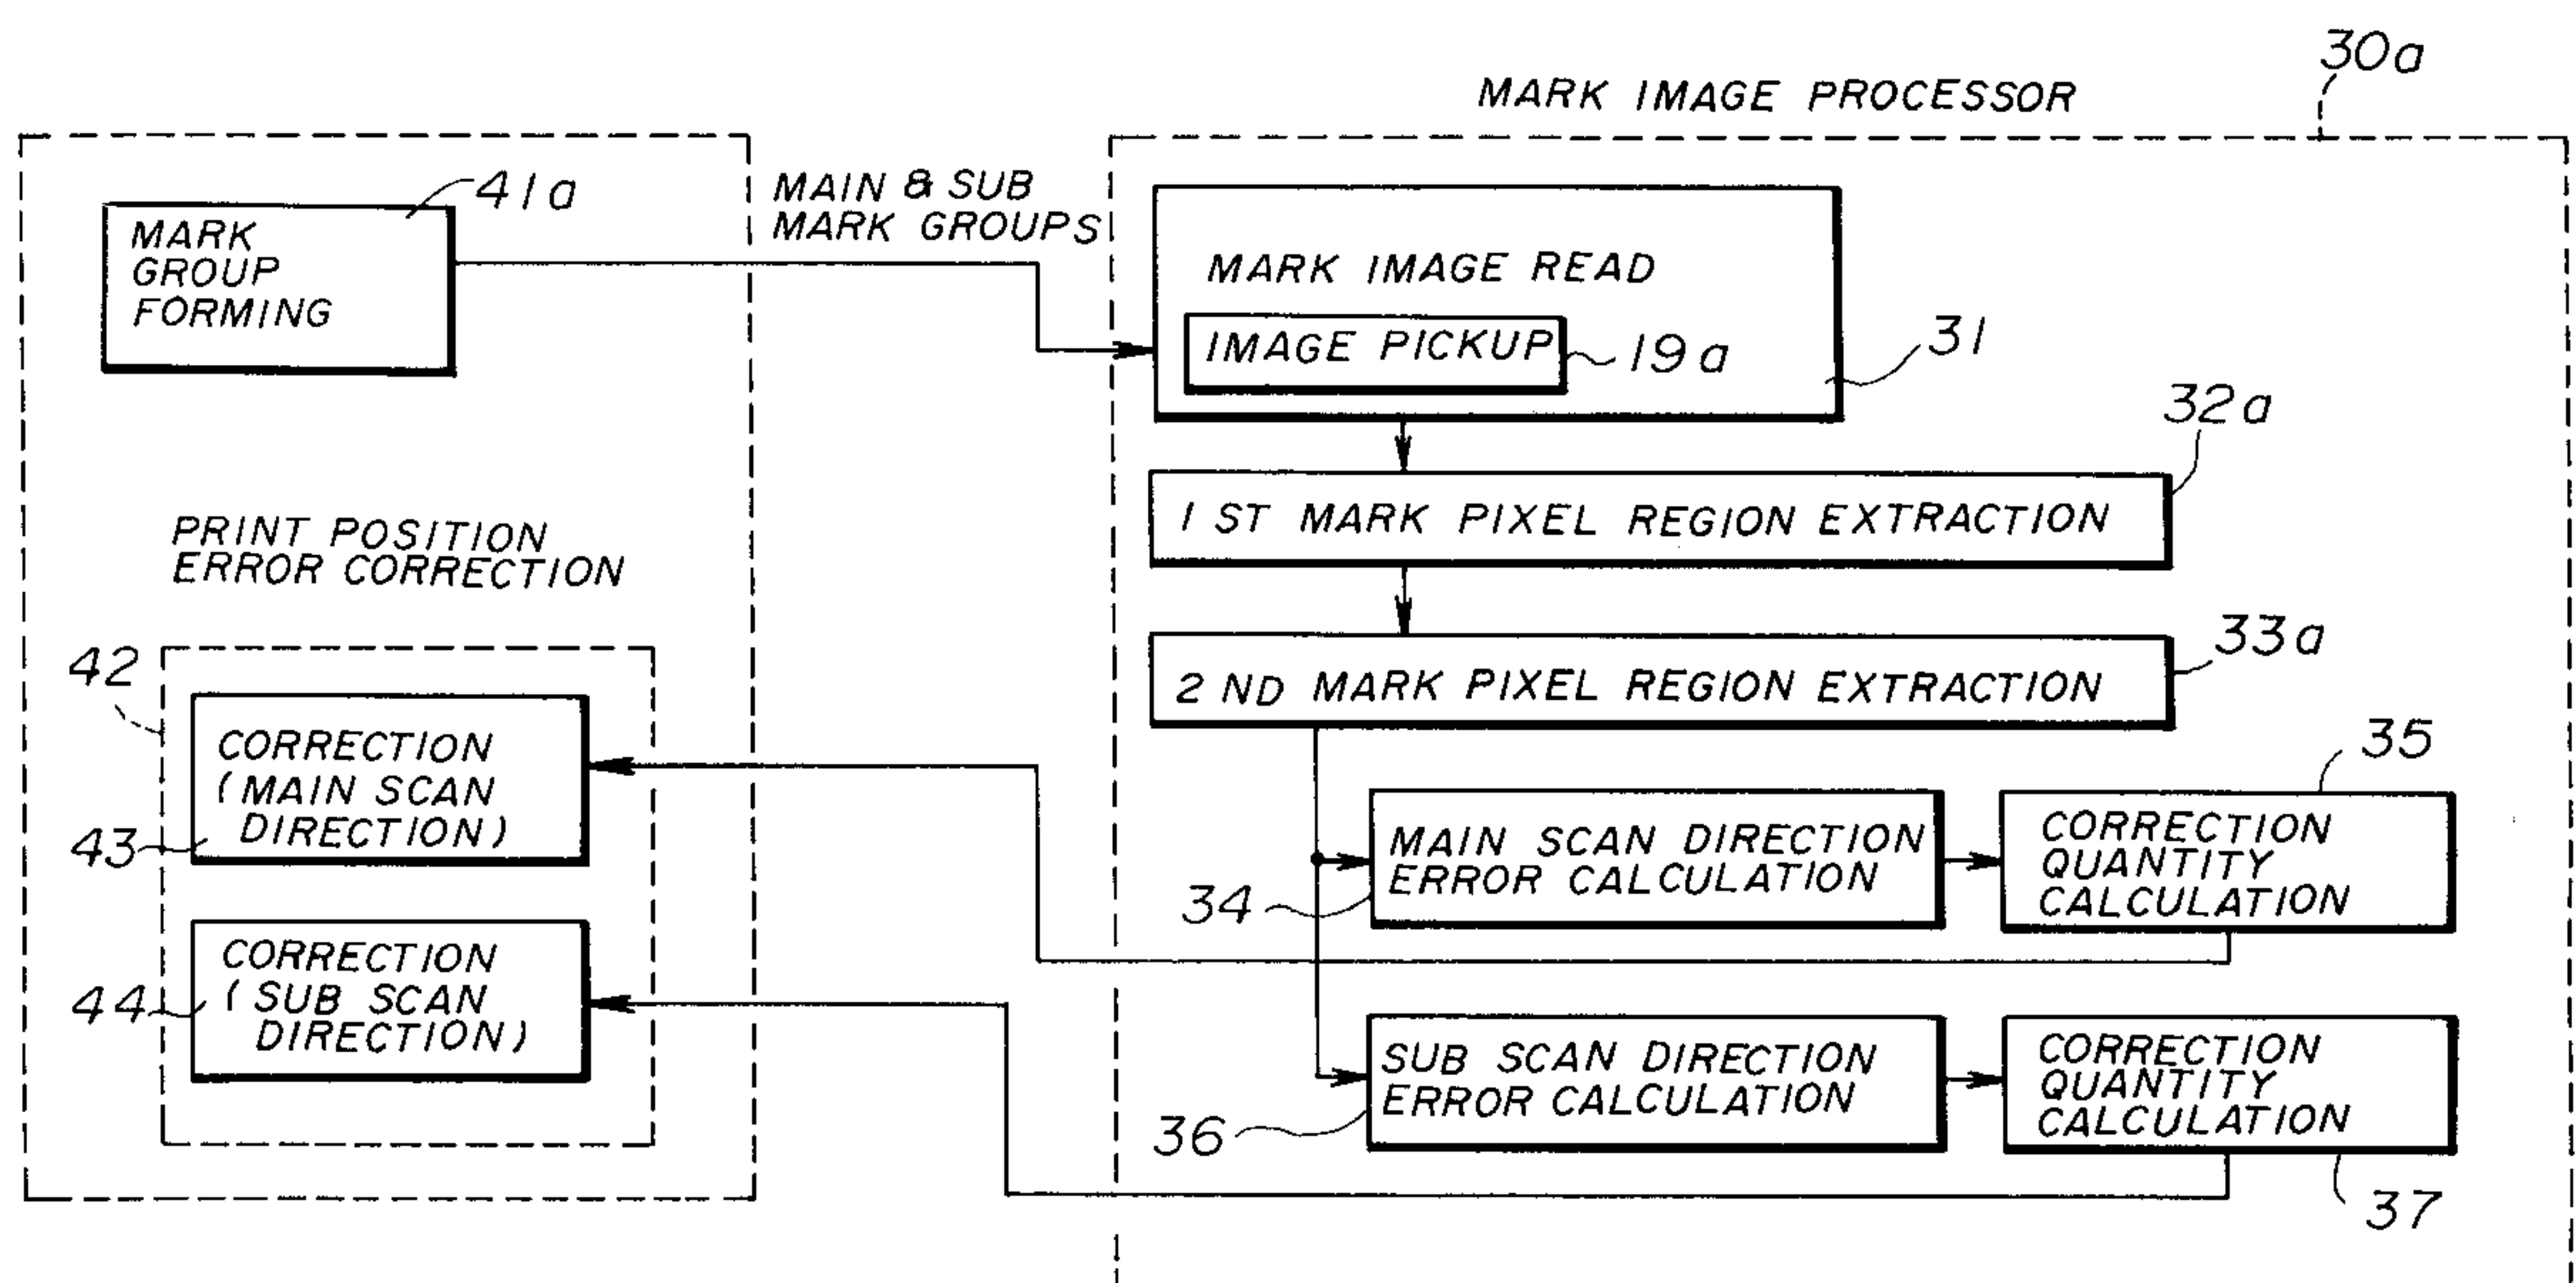 30a
MARK IMAGE PROCESSOR
41a
MARK
GROUP
FORMING
MAIN & SUB
MARK GROUPS
MARK IMAGE READ
IMAGE PICKUP
19a
31
32a
1 ST MARK PIXEL REGION EXTRACTION
33a
2 ND MARK PIXEL REGION EXTRACTION
PRINT POSITION
ERROR CORRECTION
42
CORRECTION
(MAIN SCAN
DIRECTION)
43
CORRECTION
(SUB SCAN
DIRECTION)
44
MAIN SCAN DIRECTION
ERROR CALCULATION
34
35
CORRECTION
QUANTITY
CALCULATION
SUB SCAN DIRECTION
ERROR CALCULATION
36
CORRECTION
QUANTITY
CALCULATION
37